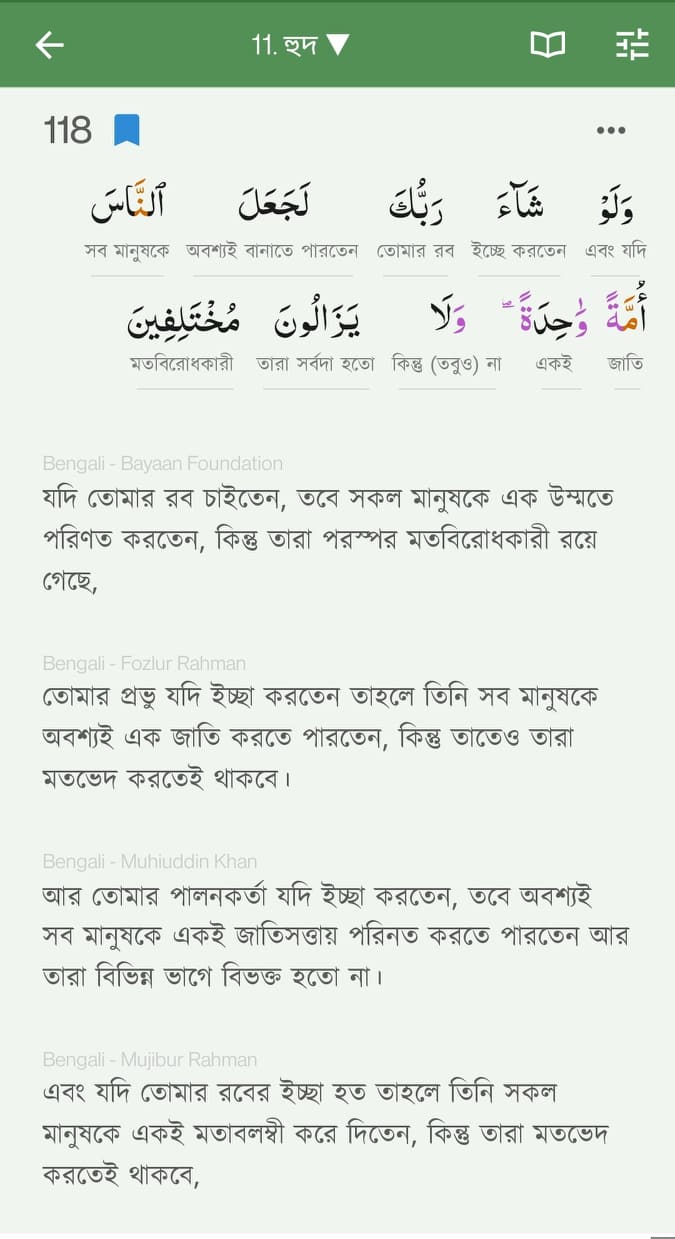 11. হুদ ▼
118
وَلَوْ شَآءَ رَبُّكَ لَجَعَلَ ٱلنَّاسَ
এবং যদি ইচ্ছে করতেন তোমার রব অবশ্যই বানাতে পারতেন সব মানুষকে
أُمَّةً وَٰحِدَةً ۖ وَلَا يَزَالُونَ مُخْتَلِفِينَ
জাতি একই কিন্তু (তবুও) না তারা সর্বদা হতো মতবিরোধকারী
Bengali - Bayaan Foundation
যদি তোমার রব চাইতেন, তবে সকল মানুষকে এক উম্মতে
পরিণত করতেন, কিন্তু তারা পরস্পর মতবিরোধকারী রয়ে
গেছে,
Bengali - Fozlur Rahman
তোমার প্রভু যদি ইচ্ছা করতেন তাহলে তিনি সব মানুষকে
অবশ্যই এক জাতি করতে পারতেন, কিন্তু তাতেও তারা
মতভেদ করতেই থাকবে।
Bengali - Muhiuddin Khan
আর তোমার পালনকর্তা যদি ইচ্ছা করতেন, তবে অবশ্যই
সব মানুষকে একই জাতিসত্তায় পরিনত করতে পারতেন আর
তারা বিভিন্ন ভাগে বিভক্ত হতো না।
Bengali - Mujibur Rahman
এবং যদি তোমার রবের ইচ্ছা হত তাহলে তিনি সকল
মানুষকে একই মতাবলম্বী করে দিতেন, কিন্তু তারা মতভেদ
করতেই থাকবে,